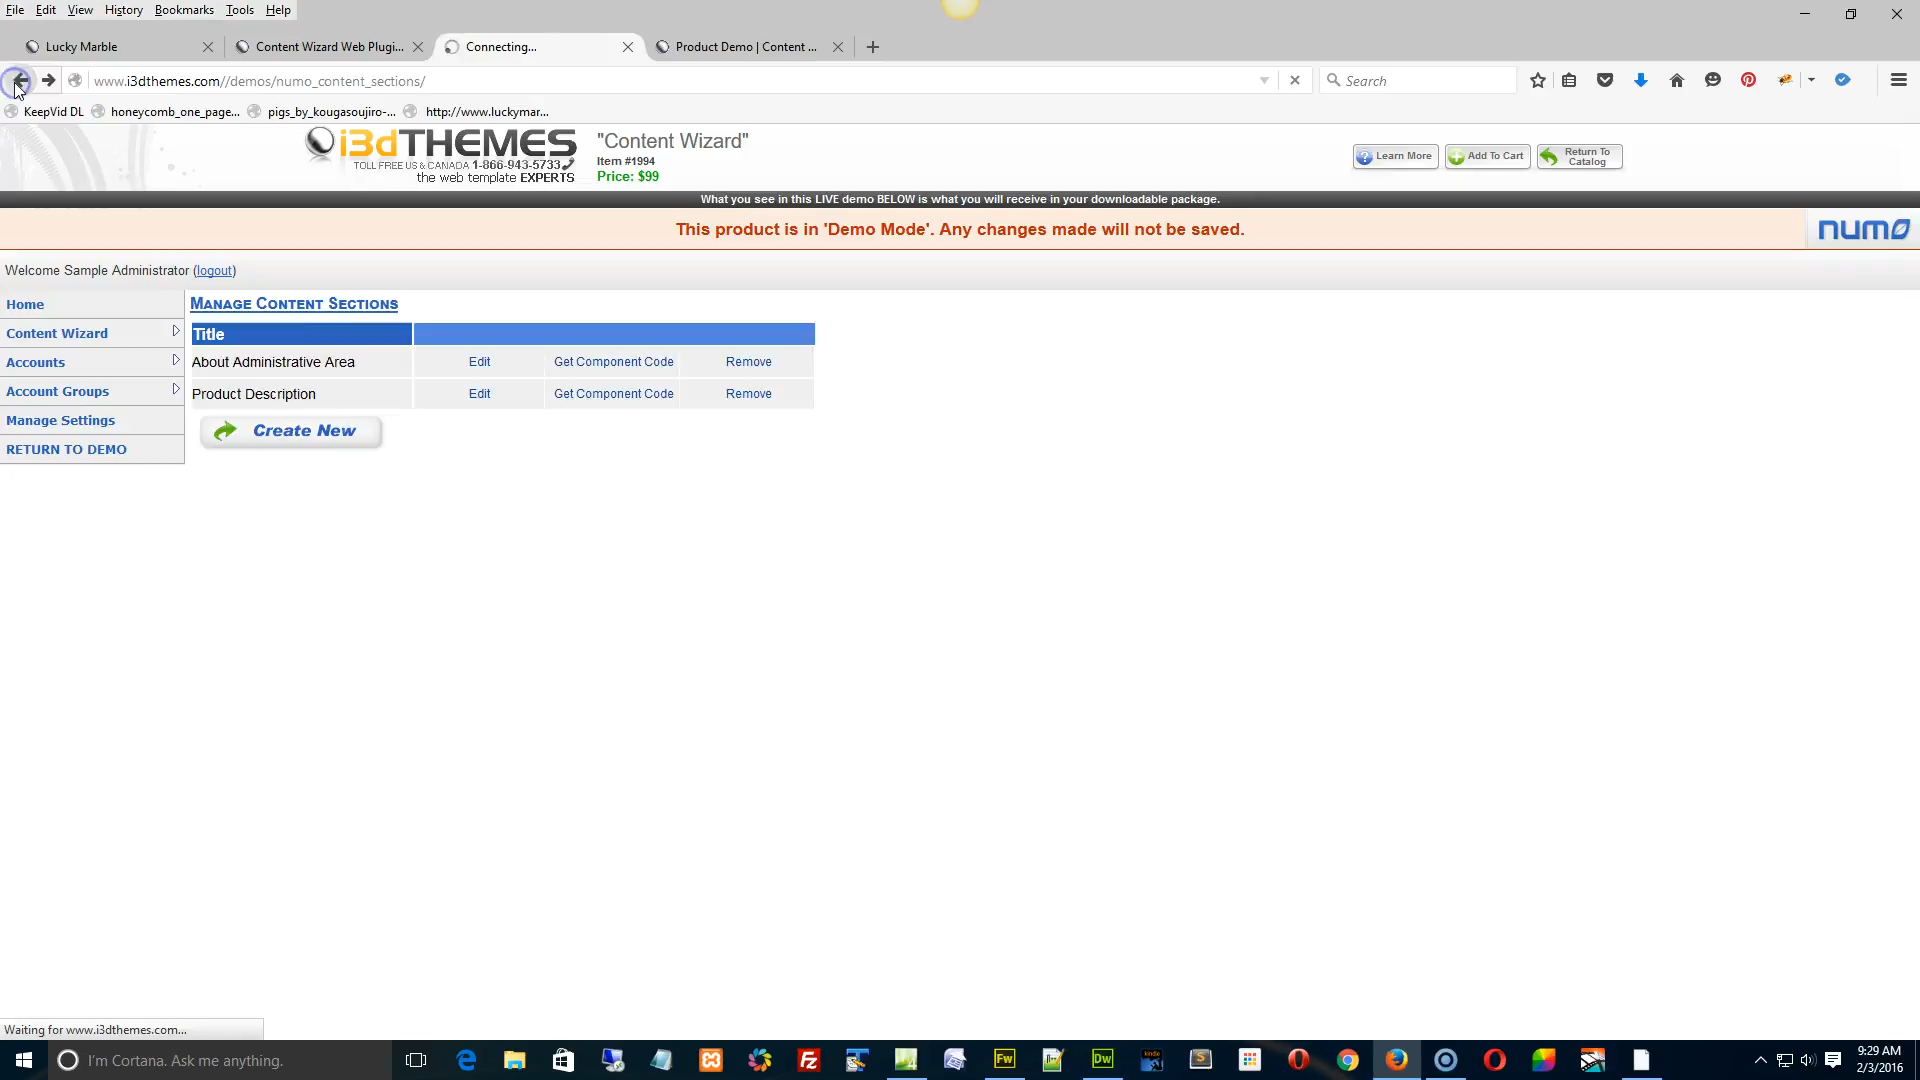 File Edit View History Bookmarks Tools Help
Lucky Marble
Content Wizard Web Plugi...
Connecting...
Product Demo | Content ...
www.i3dthemes.com//demos/numo_content_sections/
Search
KeepVid DL
honeycomb_one_page...
pigs_by_kougasoujiro-...
http://www.luckymar...
i3dTHEMES
TOLL FREE US & CANADA 1-866-943-5733
the web template EXPERTS
"Content Wizard"
Item #1994
Price: $99
Learn More
Add To Cart
Return To
Catalog
What you see in this LIVE demo BELOW is what you will receive in your downloadable package.
This product is in 'Demo Mode'. Any changes made will not be saved.
numo
Welcome Sample Administrator (logout)
Home
Content Wizard
Accounts
Account Groups
Manage Settings
RETURN TO DEMO
Manage Content Sections
Title
About Administrative Area Edit Get Component Code Remove
Product Description Edit Get Component Code Remove
Create New
Waiting for www.i3dthemes.com...
I'm Cortana. Ask me anything.
Fw
Dw
kindle
9:29 AM
2/3/2016